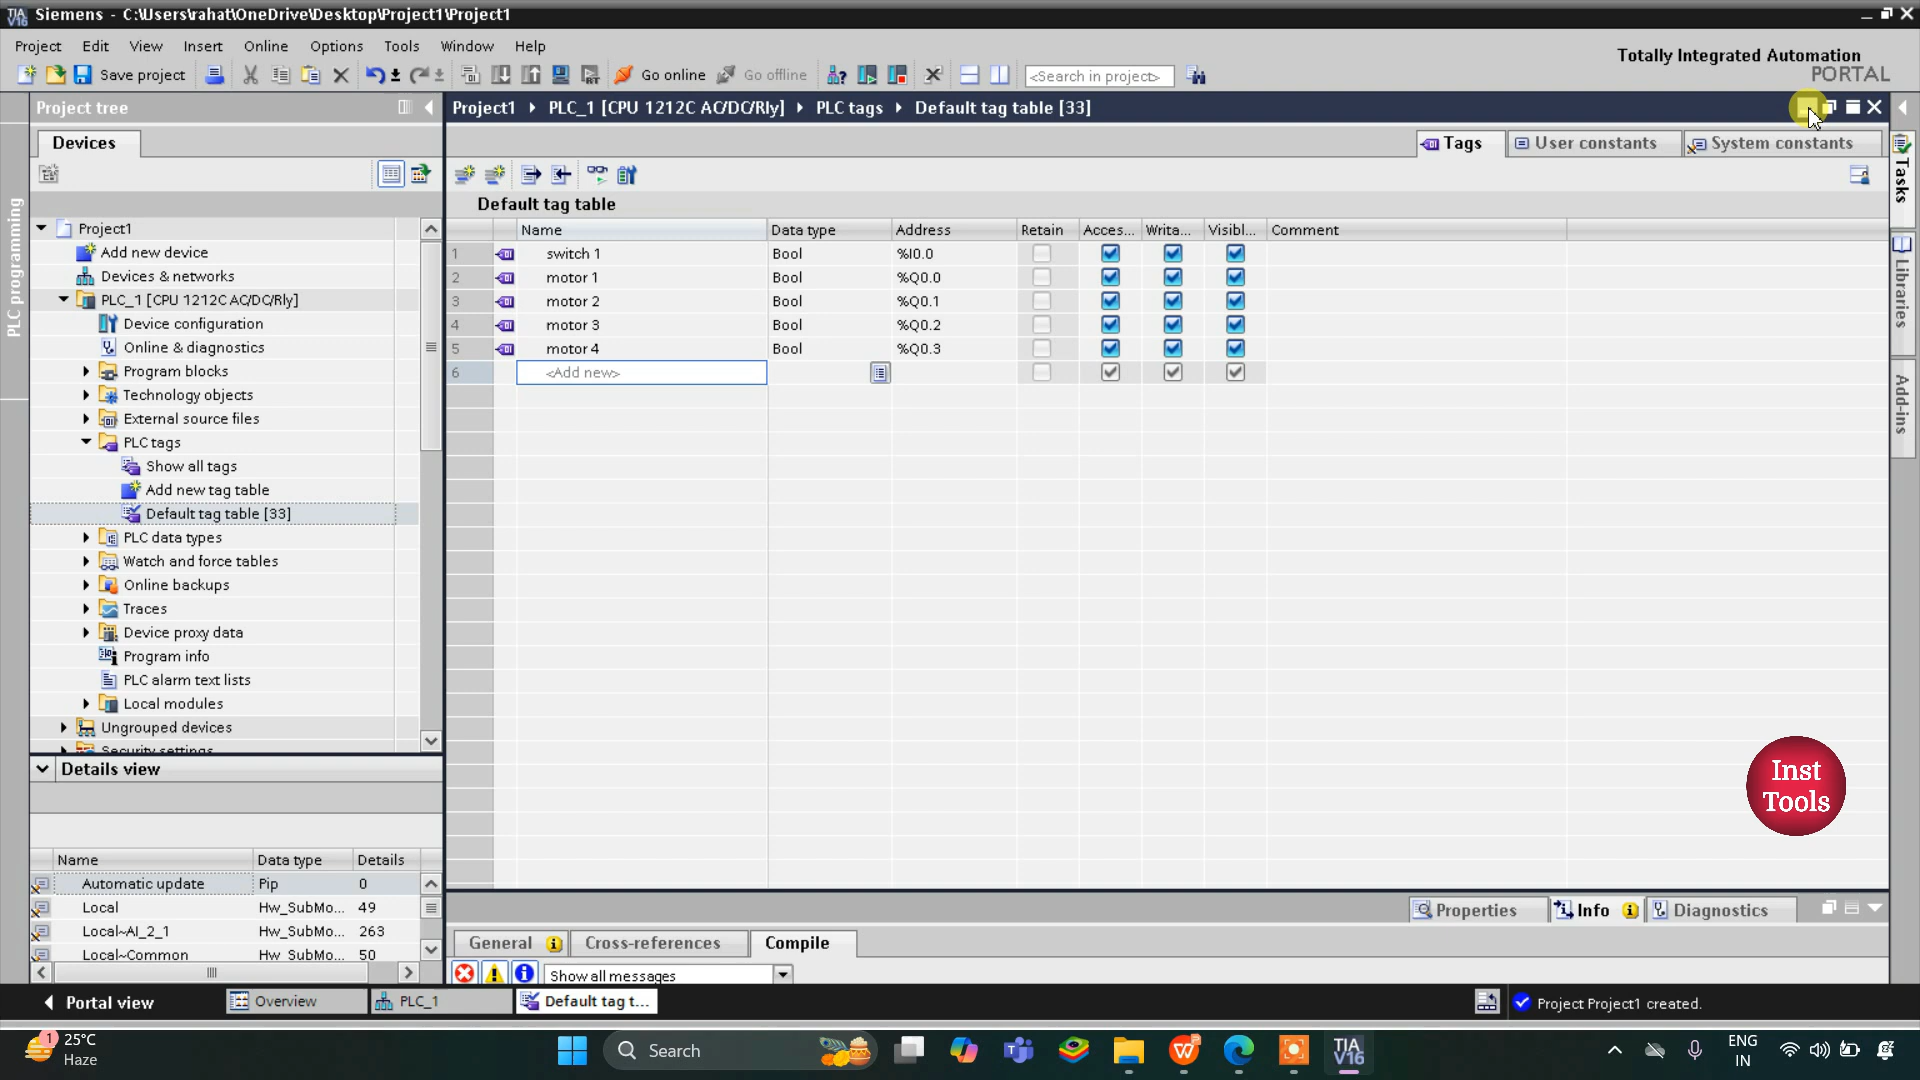 Siemens - C:\Users\rahat\OneDrive\Desktop\Project1\Project1
Project Edit View Insert Online Options Tools Window Help
Totally Integrated Automation
PORTAL
Save project Go online Go offline <Search in project>
Project tree
Project1 PLC_1 [CPU 1212C AC/DC/Rly] PLC tags Default tag table [33]
Devices
Tags User constants System constants
PLC programming
Tasks
Libraries
Add-ins
Default tag table
Name Data type Address Retain Acces... Writa... Visibl... Comment
1 switch 1 Bool %I0.0
2 motor 1 Bool %Q0.0
3 motor 2 Bool %Q0.1
4 motor 3 Bool %Q0.2
5 motor 4 Bool %Q0.3
6 <Add new>
Project1
Add new device
Devices & networks
PLC_1 [CPU 1212C AC/DC/Rly]
Device configuration
Online & diagnostics
Program blocks
Technology objects
External source files
PLC tags
Show all tags
Add new tag table
Default tag table [33]
PLC data types
Watch and force tables
Online backups
Traces
Device proxy data
Program info
PLC alarm text lists
Local modules
Ungrouped devices
Security settings
Inst
Tools
Details view
Name Data type Details
Automatic update Pip 0
Local Hw_SubMo... 49
Local~AI_2_1 Hw_SubMo... 263
Local~Common Hw_SubMo... 50
Properties Info Diagnostics
General Cross-references Compile
Show all messages
Portal view Overview PLC_1 Default tag t... Project Project1 created.
1 25°C
Haze
Search
TIA
V16
ENG
IN